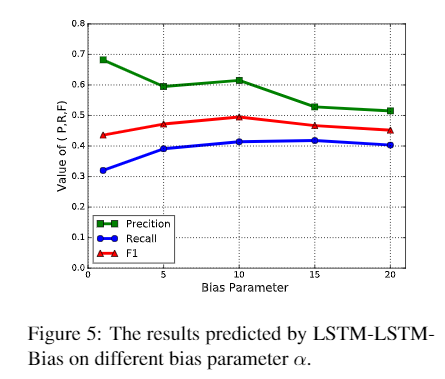 0.8
0.7
0.6
0.5
0.4
0.3
0.2
0.1
0.0
Value of ( P,R,F)
Precition
Recall
F1
0 5 10 15 20
Bias Parameter
Figure 5: The results predicted by LSTM-LSTM-
Bias on different bias parameter α.